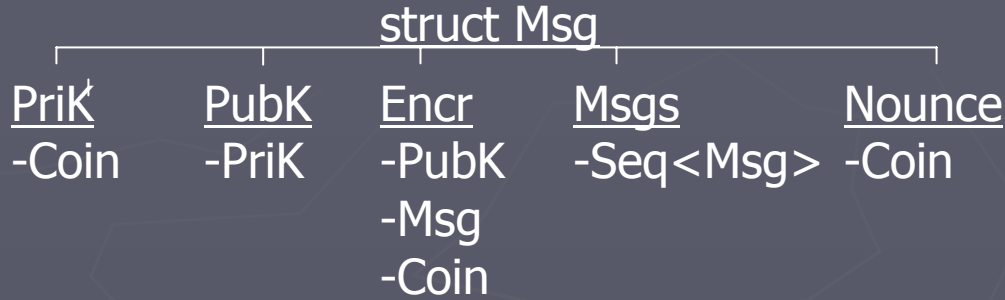 struct Msg
PriK PubK Encr Msgs Nounce
-Coin -PriK -PubK -Seq<Msg> -Coin
-Msg
-Coin